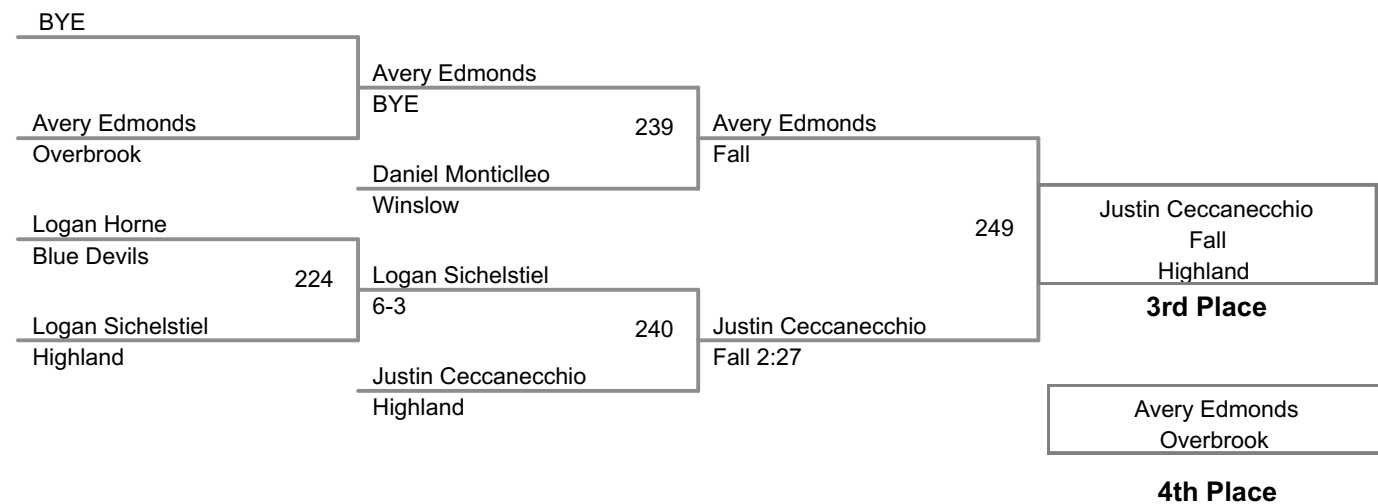 BYE
Avery Edmonds
BYE
Avery Edmonds
Overbrook
239
Avery Edmonds
Fall
Daniel Monticlleo
Winslow
Logan Horne
Blue Devils
224
Logan Sichelstiel
6-3
Logan Sichelstiel
Highland
240
Justin Ceccanecchio
Fall 2:27
Justin Ceccanecchio
Highland
249
Justin Ceccanecchio
Fall
Highland
3rd Place
Avery Edmonds
Overbrook
4th Place